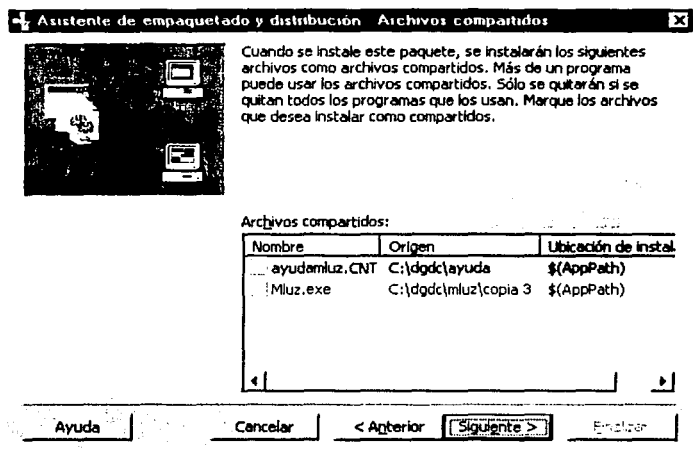 Asistente de empaquetado y distribución Archivos compartidos
Cuando se instale este paquete, se instalarán los siguientes
archivos como archivos compartidos. Más de un programa
puede usar los archivos compartidos. Sólo se quitarán si se
quitan todos los programas que los usan. Marque los archivos
que desea instalar como compartidos.
Archivos compartidos:
Nombre Origen Ubicación de instal
ayudamluz.CNT C:\dgdc\ayuda $(AppPath)
Mluz.exe C:\dgdc\mluz\copia 3 $(AppPath)
Ayuda Cancelar < Anterior Siguiente > Finalizar